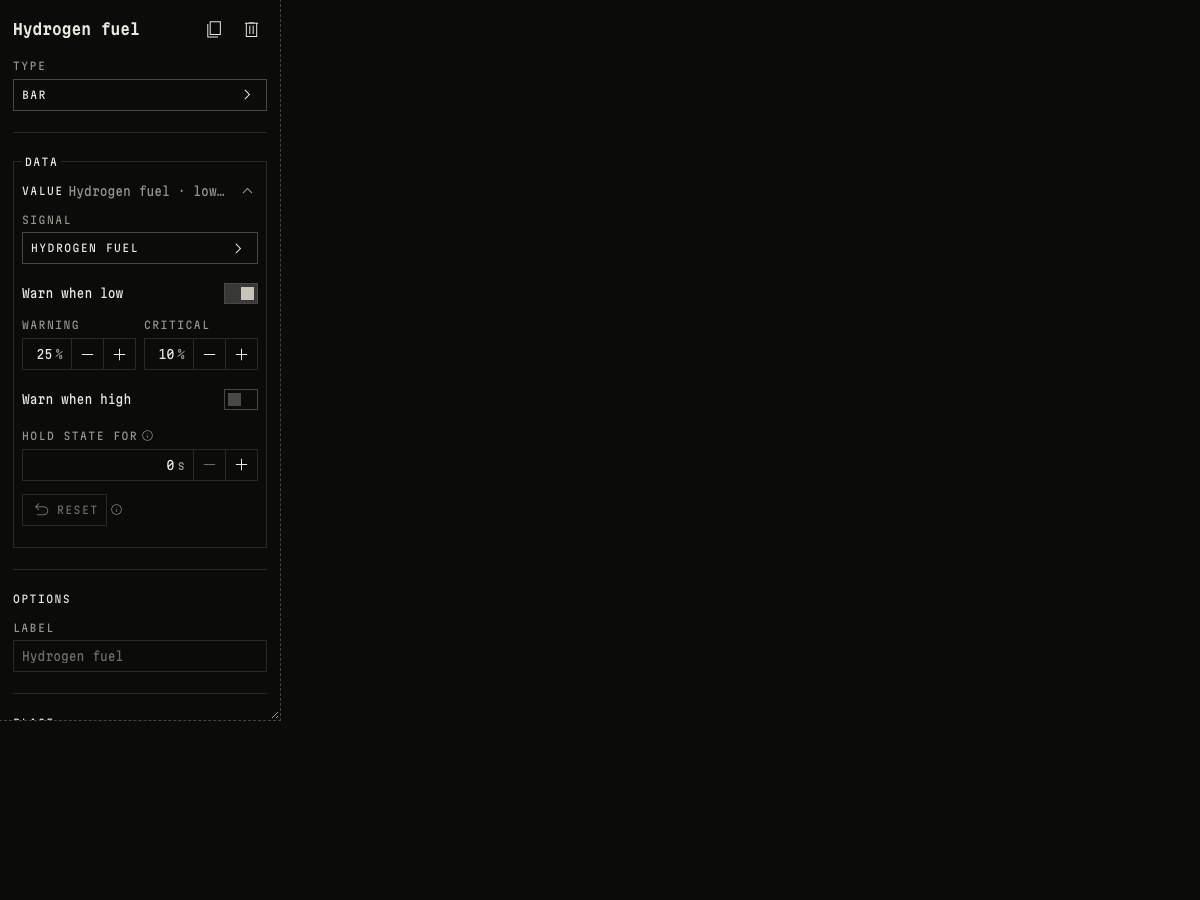 Hydrogen fuel
TYPE
BAR
DATA
VALUE Hydrogen fuel · low…
SIGNAL
HYDROGEN FUEL
Warn when low
WARNING CRITICAL
25% 10%
Warn when high
HOLD STATE FOR
0s
RESET
OPTIONS
LABEL
Hydrogen fuel